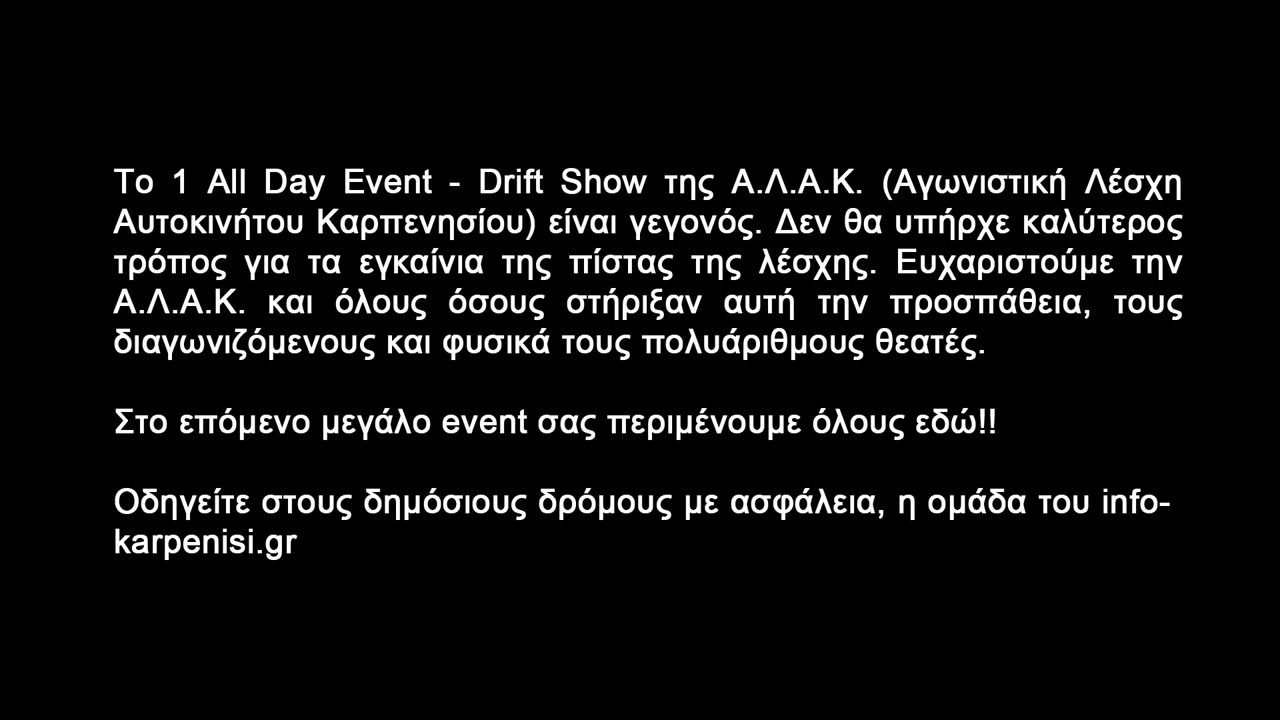 Το 1 All Day Event - Drift Show της Α.Λ.Α.Κ. (Αγωνιστική Λέσχη
Αυτοκινήτου Καρπενησίου) είναι γεγονός. Δεν θα υπήρχε καλύτερος
τρόπος για τα εγκαίνια της πίστας της λέσχης. Ευχαριστούμε την
Α.Λ.Α.Κ. και όλους όσους στήριξαν αυτή την προσπάθεια, τους
διαγωνιζόμενους και φυσικά τους πολυάριθμους θεατές.
Στο επόμενο μεγάλο event σας περιμένουμε όλους εδώ!!
Οδηγείτε στους δημόσιους δρόμους με ασφάλεια, η ομάδα του info-
karpenisi.gr